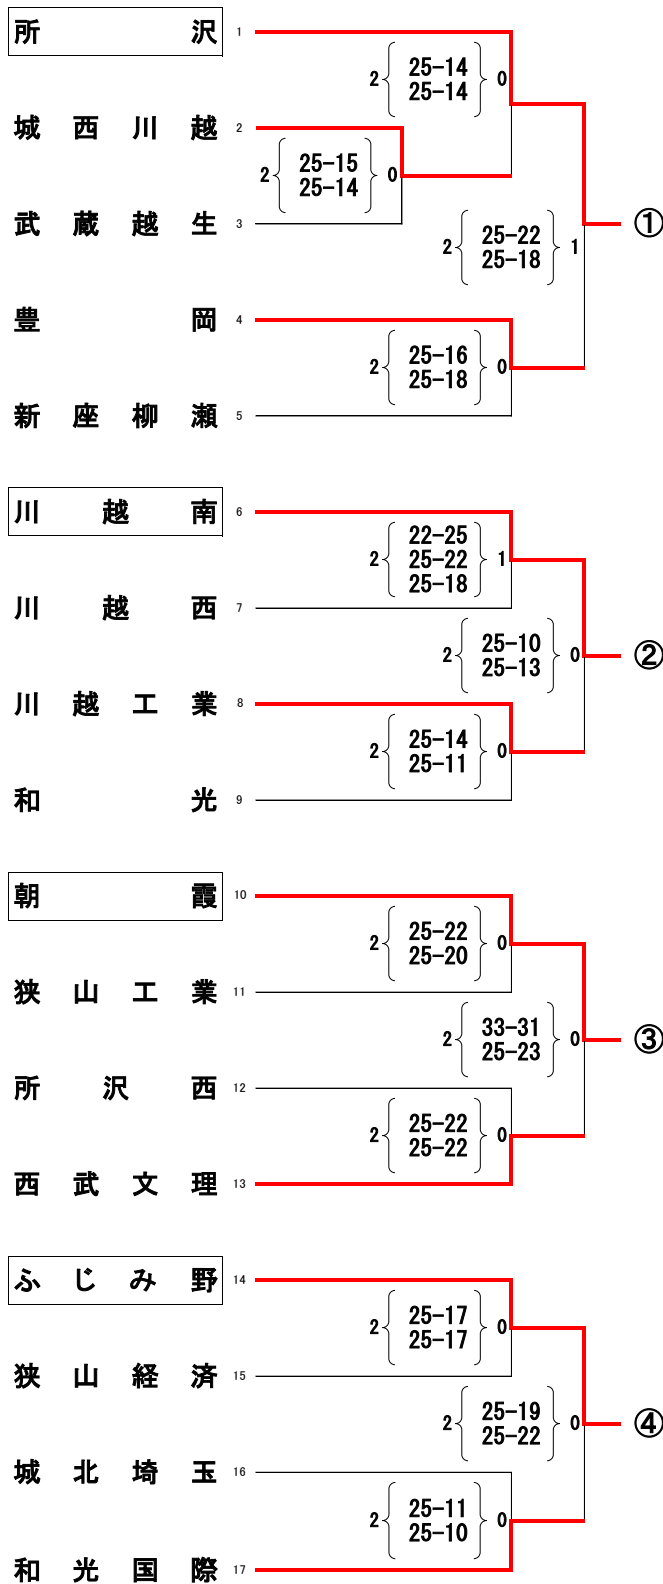 所沢 1
2 25-14 0
25-14
城西川越 2
2 25-15 0
25-14
武蔵越生 3
①
2 25-22 1
25-18
豊岡 4
2 25-16 0
25-18
新座柳瀬 5
川越南 6
22-25
2 25-22 1
25-18
川越西 7
2 25-10 0
25-13
②
川越工業 8
2 25-14 0
25-11
和光 9
朝霞 10
2 25-22 0
25-20
狭山工業 11
2 33-31 0
25-23
③
所沢西 12
2 25-22 0
25-22
西武文理 13
ふじみ野 14
2 25-17 0
25-17
狭山経済 15
2 25-19 0
25-22
④
城北埼玉 16
2 25-11 0
25-10
和光国際 17